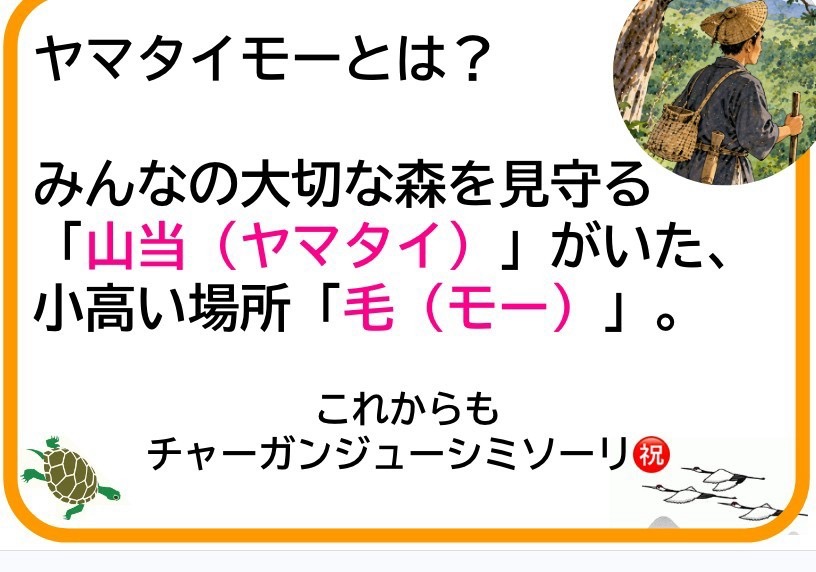 ヤマタイモーとは？
みんなの大切な森を見守る
「山当（ヤマタイ）」がいた、
小高い場所「毛（モー）」。
これからも
チャーガンジューシミソーリ㊗